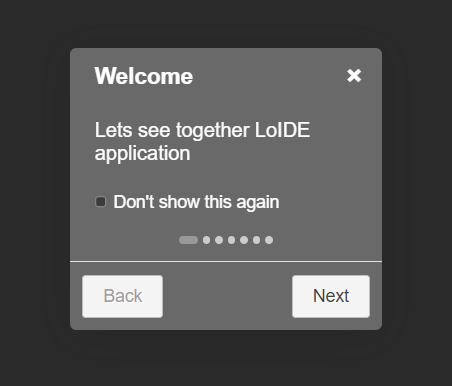 Welcome
Lets see together LoIDE
application
Don't show this again
Back
Next